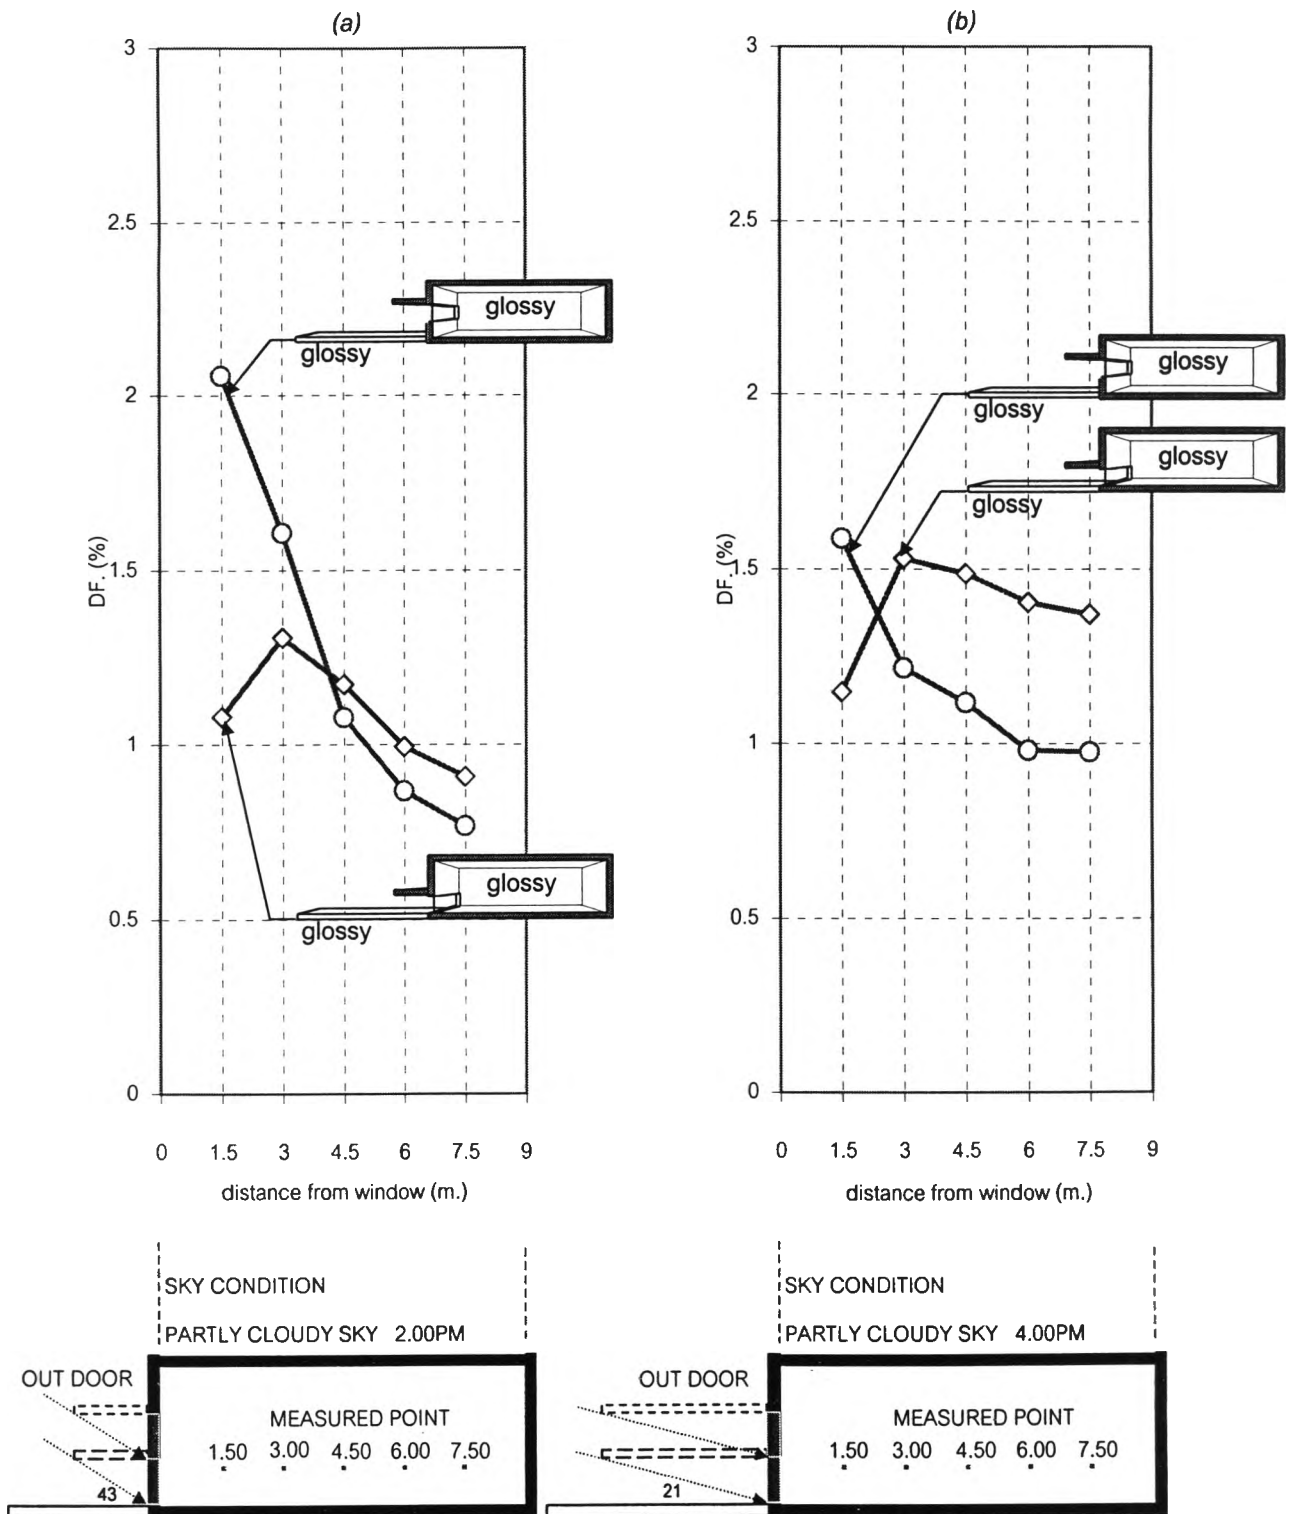 (a)
3
2.5
2
1.5
1
0.5
0
DF. (%)
glossy
glossy
glossy
glossy
0 1.5 3 4.5 6 7.5 9
distance from window (m.)
SKY CONDITION
PARTLY CLOUDY SKY 2.00PM
OUT DOOR
MEASURED POINT
1.50 3.00 4.50 6.00 7.50
43
(b)
3
2.5
2
1.5
1
0.5
0
DF. (%)
glossy
glossy
glossy
glossy
0 1.5 3 4.5 6 7.5 9
distance from window (m.)
SKY CONDITION
PARTLY CLOUDY SKY 4.00PM
OUT DOOR
MEASURED POINT
1.50 3.00 4.50 6.00 7.50
21